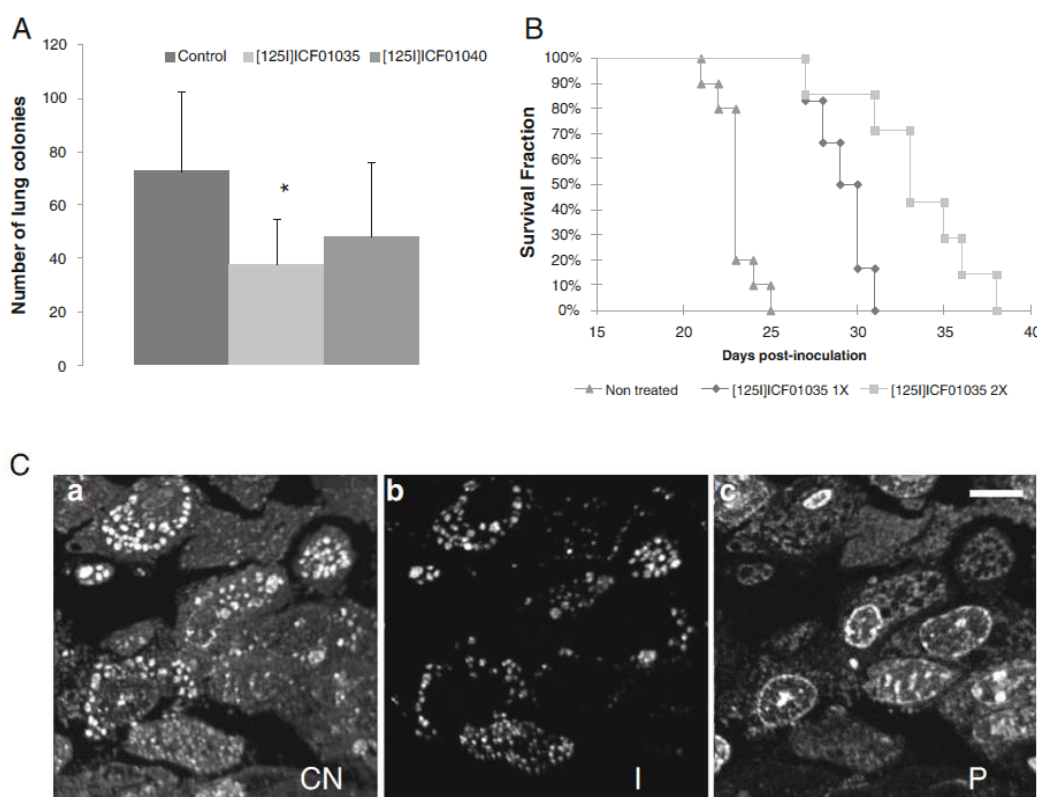 A
Number of lung colonies
120
100
80
60
40
20
0
Control [125I]ICF01035 [125I]ICF01040
*
B
Survival Fraction
100%
90%
80%
70%
60%
50%
40%
30%
20%
10%
0%
15 20 25 30 35 40
Days post-inoculation
Non treated [125I]ICF01035 1X [125I]ICF01035 2X
C
a b c
CN I P